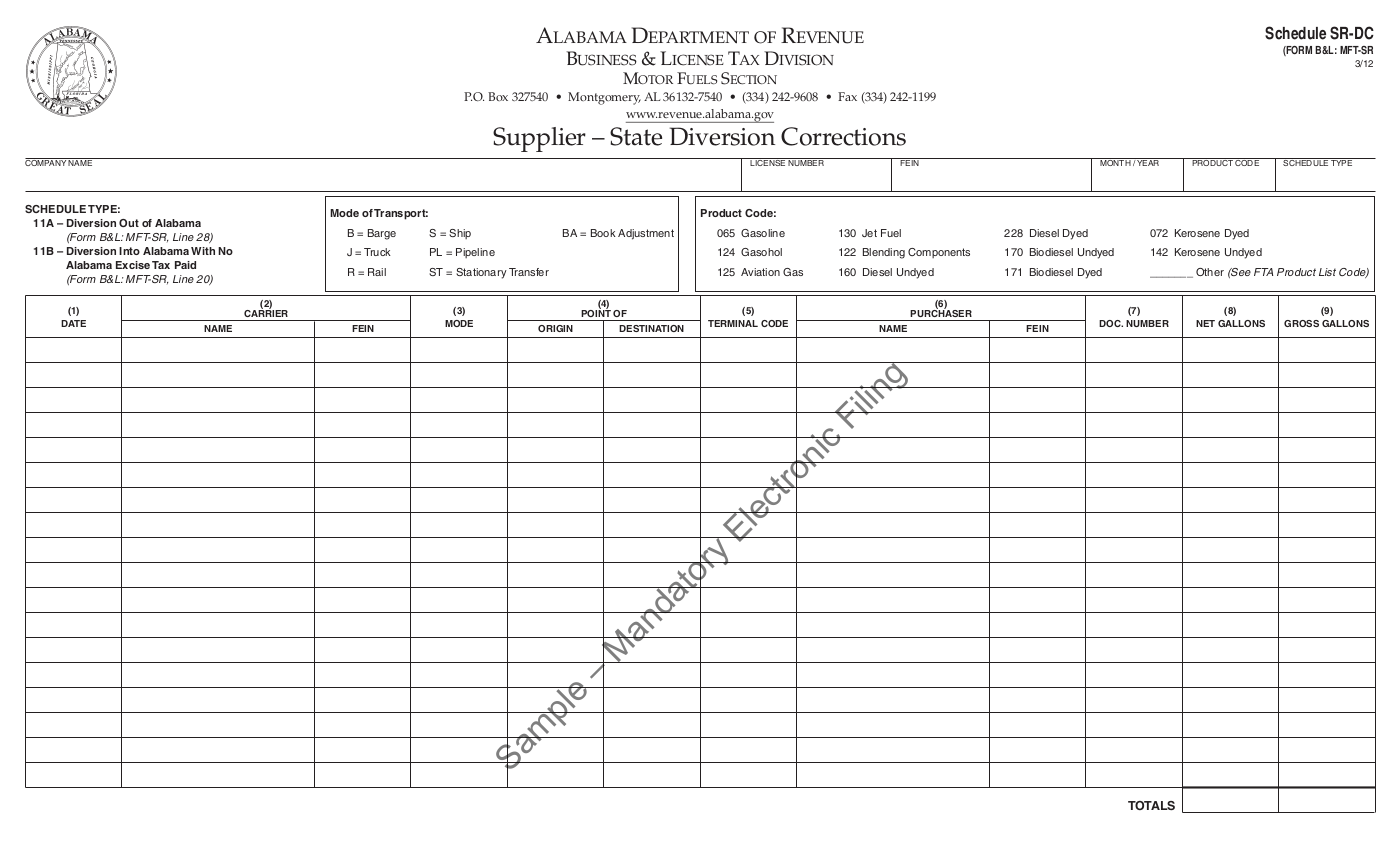 ALABAMA
GREAT SEAL
ALABAMA DEPARTMENT OF REVENUE
BUSINESS & LICENSE TAX DIVISION
MOTOR FUELS SECTION
P.O. Box 327540 • Montgomery, AL 36132-7540 • (334) 242-9608 • Fax (334) 242-1199
www.revenue.alabama.gov
Supplier – State Diversion Corrections
Schedule SR-DC
(FORM B&L: MFT-SR
3/12
COMPANY NAME LICENSE NUMBER FEIN MONTH / YEAR PRODUCT CODE SCHEDULE TYPE
SCHEDULE TYPE:
11A – Diversion Out of Alabama
(Form B&L: MFT-SR, Line 28)
11B – Diversion Into Alabama With No
Alabama Excise Tax Paid
(Form B&L: MFT-SR, Line 20)
Mode of Transport:
B = Barge S = Ship BA = Book Adjustment
J = Truck PL = Pipeline
R = Rail ST = Stationary Transfer
Product Code:
065 Gasoline 130 Jet Fuel 228 Diesel Dyed 072 Kerosene Dyed
124 Gasohol 122 Blending Components 170 Biodiesel Undyed 142 Kerosene Undyed
125 Aviation Gas 160 Diesel Undyed 171 Biodiesel Dyed _______ Other (See FTA Product List Code)
(1) (2) (3) (4) (5) (6) (7) (8) (9)
DATE CARRIER MODE POINT OF TERMINAL CODE PURCHASER DOC. NUMBER NET GALLONS GROSS GALLONS
NAME FEIN ORIGIN DESTINATION NAME FEIN
Sample – Mandatory Electronic Filing
TOTALS